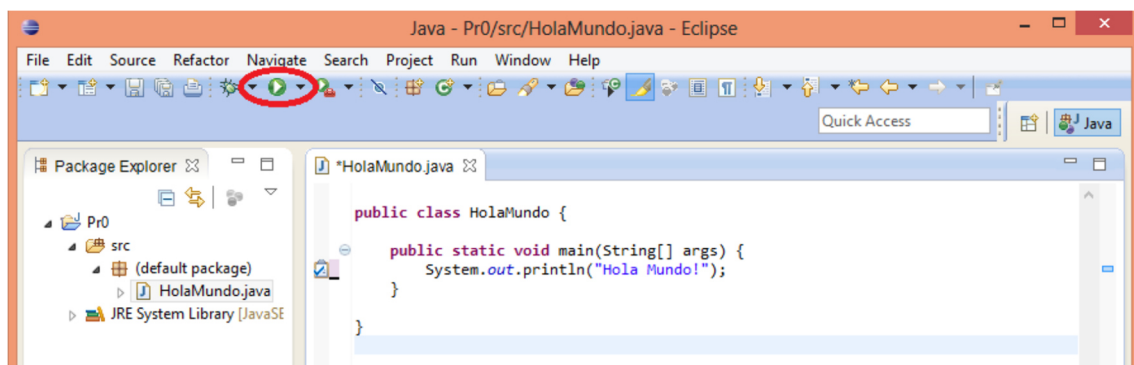 Java - Pr0/src/HolaMundo.java - Eclipse
File Edit Source Refactor Navigate Search Project Run Window Help
Quick Access
Java
Package Explorer
*HolaMundo.java
Pr0
src
(default package)
HolaMundo.java
JRE System Library [JavaSE
public class HolaMundo {
public static void main(String[] args) {
System.out.println("Hola Mundo!");
}
}